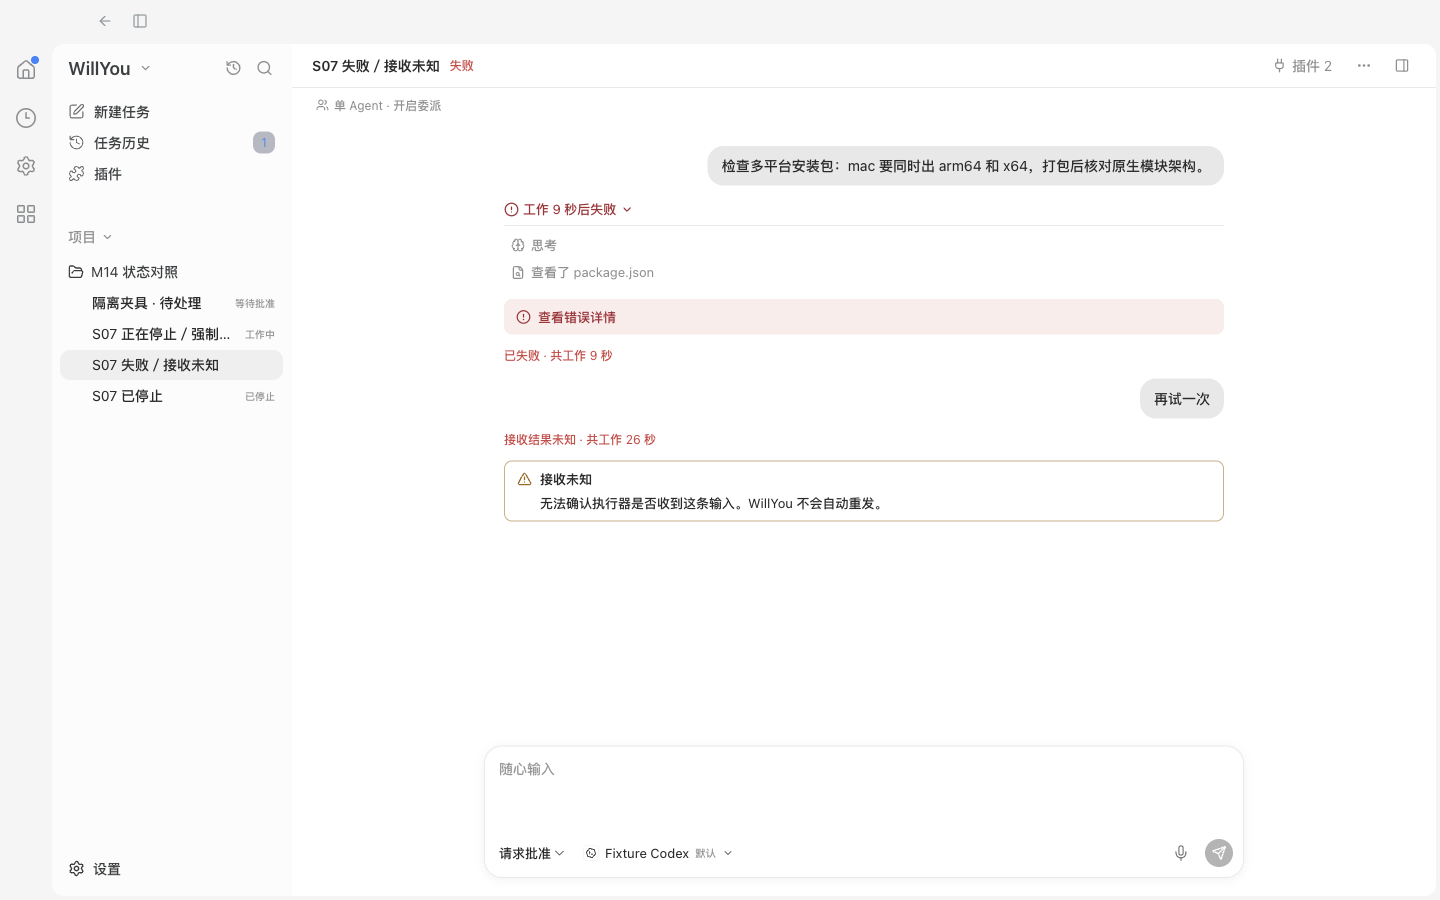 WillYou
新建任务
任务历史 1
插件
项目
M14 状态对照
隔离夹具 · 待处理 等待批准
S07 正在停止 / 强制... 工作中
S07 失败 / 接收未知
S07 已停止 已停止
设置
S07 失败 / 接收未知 失败
插件 2
单 Agent · 开启委派
检查多平台安装包：mac 要同时出 arm64 和 x64，打包后核对原生模块架构。
工作 9 秒后失败
思考
查看了 package.json
查看错误详情
已失败 · 共工作 9 秒
再试一次
接收结果未知 · 共工作 26 秒
接收未知
无法确认执行器是否收到这条输入。WillYou 不会自动重发。
随心输入
请求批准 Fixture Codex 默认